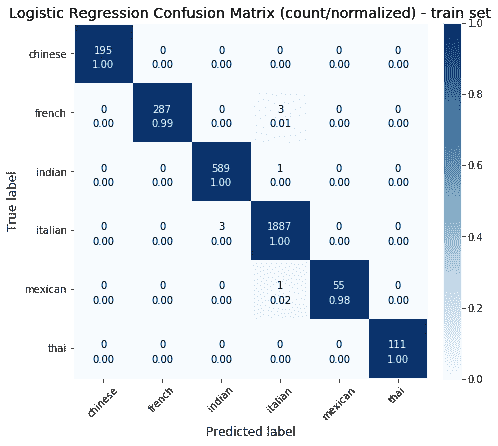 Logistic Regression Confusion Matrix (count/normalized) - train set
1.0
chinese 195 0 0 0 0 0
1.00 0.00 0.00 0.00 0.00 0.00
french 0 287 0 3 0 0
0.00 0.99 0.00 0.01 0.00 0.00
0.8
indian 0 0 589 1 0 0
0.00 0.00 1.00 0.00 0.00 0.00
0.6
True label
italian 0 0 3 1887 0 0
0.00 0.00 0.00 1.00 0.00 0.00
0.4
mexican 0 0 0 1 55 0
0.00 0.00 0.00 0.02 0.98 0.00
0.2
thai 0 0 0 0 0 111
0.00 0.00 0.00 0.00 0.00 1.00
0.0
chinese french indian italian mexican thai
Predicted label